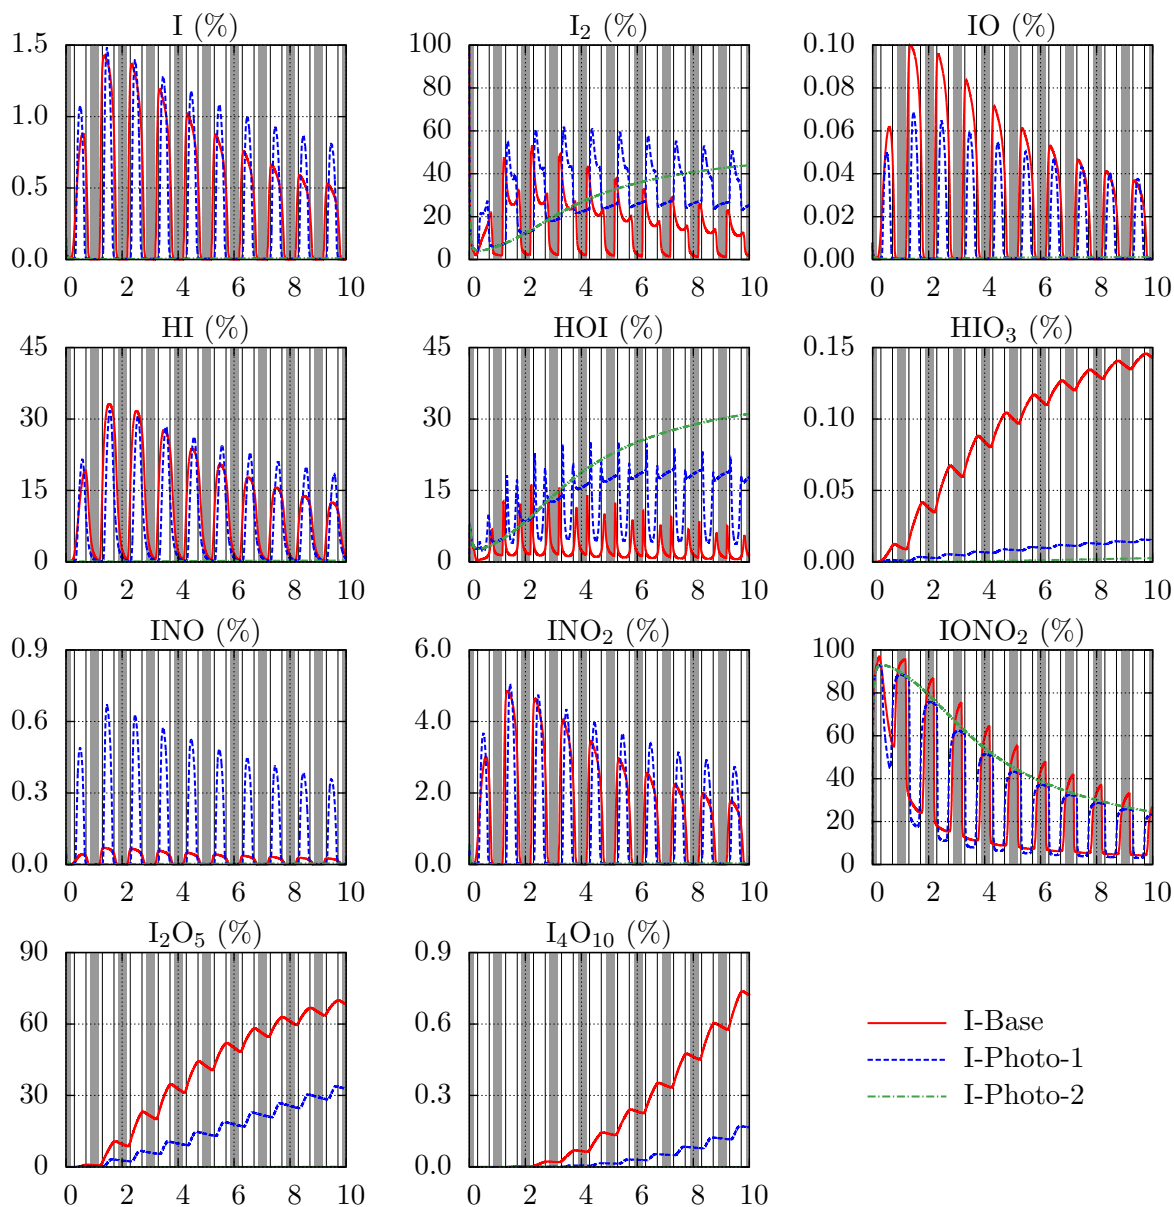 I (%)
I₂ (%)
IO (%)
1.5
1.0
0.5
0.0
0 2 4 6 8 10
100
80
60
40
20
0
0 2 4 6 8 10
0.10
0.08
0.06
0.04
0.02
0.00
0 2 4 6 8 10
HI (%)
HOI (%)
HIO₃ (%)
45
30
15
0
0 2 4 6 8 10
45
30
15
0
0 2 4 6 8 10
0.15
0.10
0.05
0.00
0 2 4 6 8 10
INO (%)
INO₂ (%)
IONO₂ (%)
0.9
0.6
0.3
0.0
0 2 4 6 8 10
6.0
4.0
2.0
0.0
0 2 4 6 8 10
100
80
60
40
20
0
0 2 4 6 8 10
I₂O₅ (%)
I₄O₁₀ (%)
90
60
30
0
0 2 4 6 8 10
0.9
0.6
0.3
0.0
0 2 4 6 8 10
I-Base
I-Photo-1
I-Photo-2